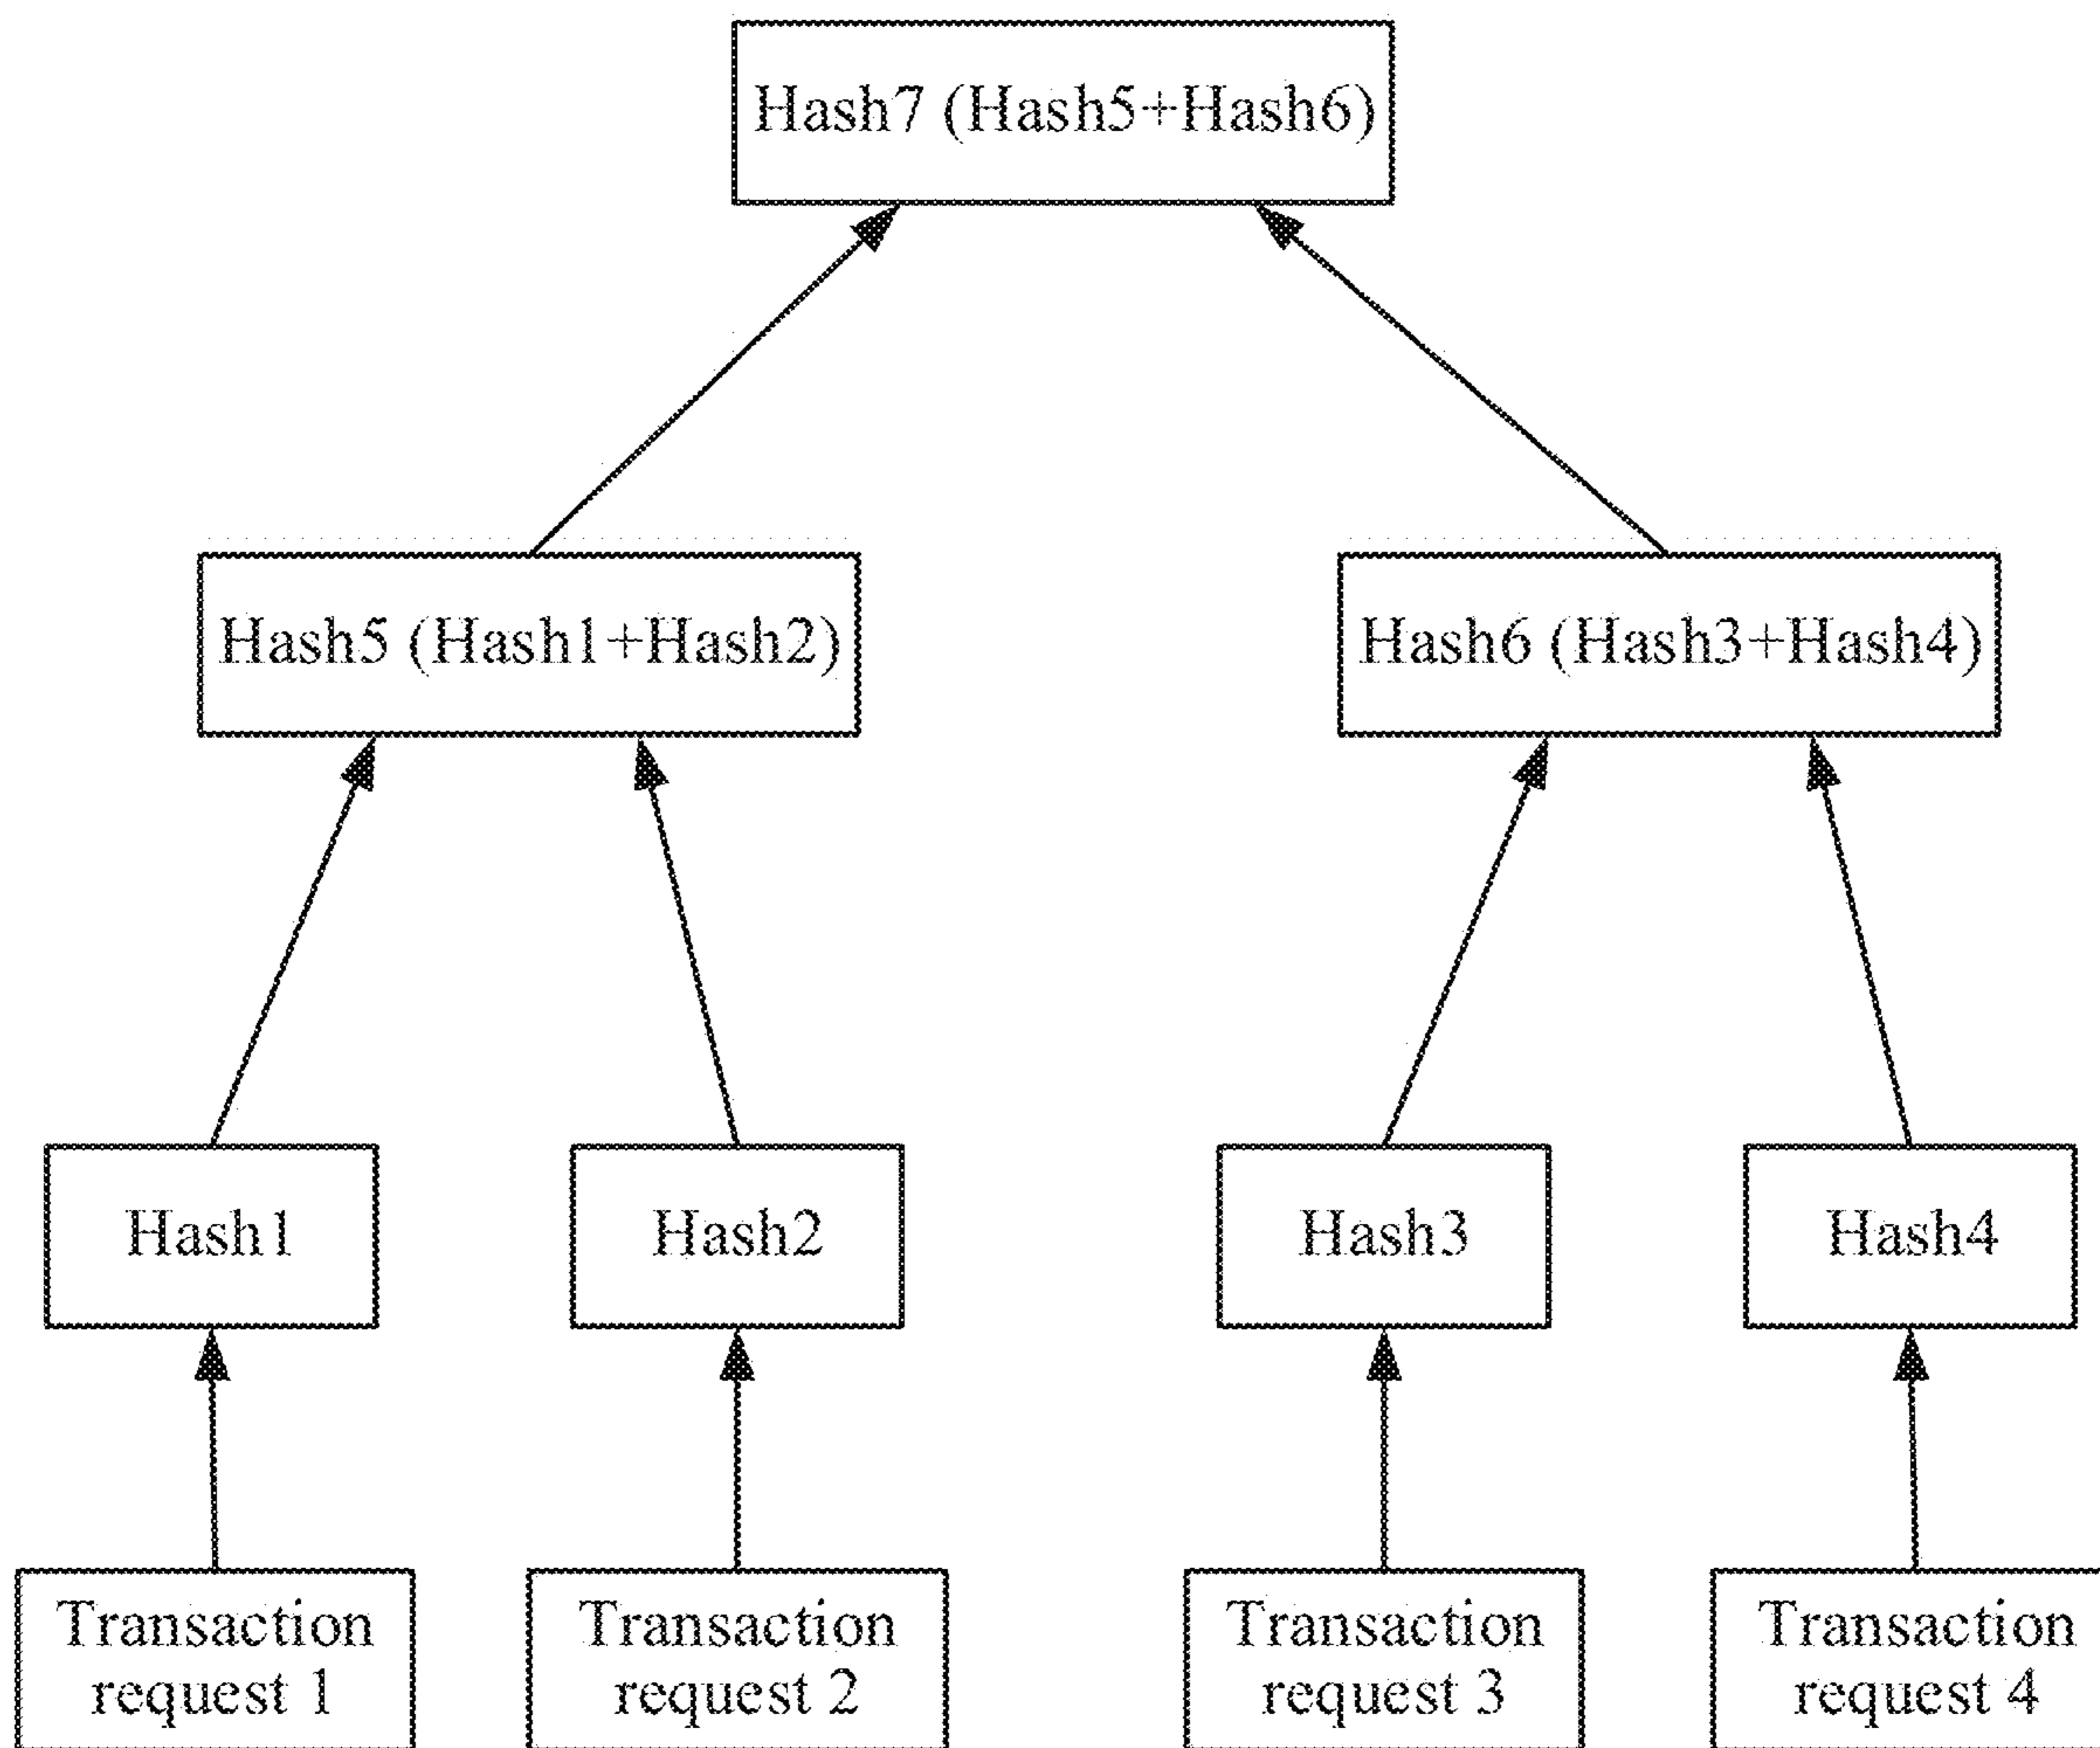 Hash7 (Hash5+Hash6)
Hash5 (Hash1+Hash2)
Hash6 (Hash3+Hash4)
Hash1
Hash2
Hash3
Hash4
Transaction
request 1
Transaction
request 2
Transaction
request 3
Transaction
request 4